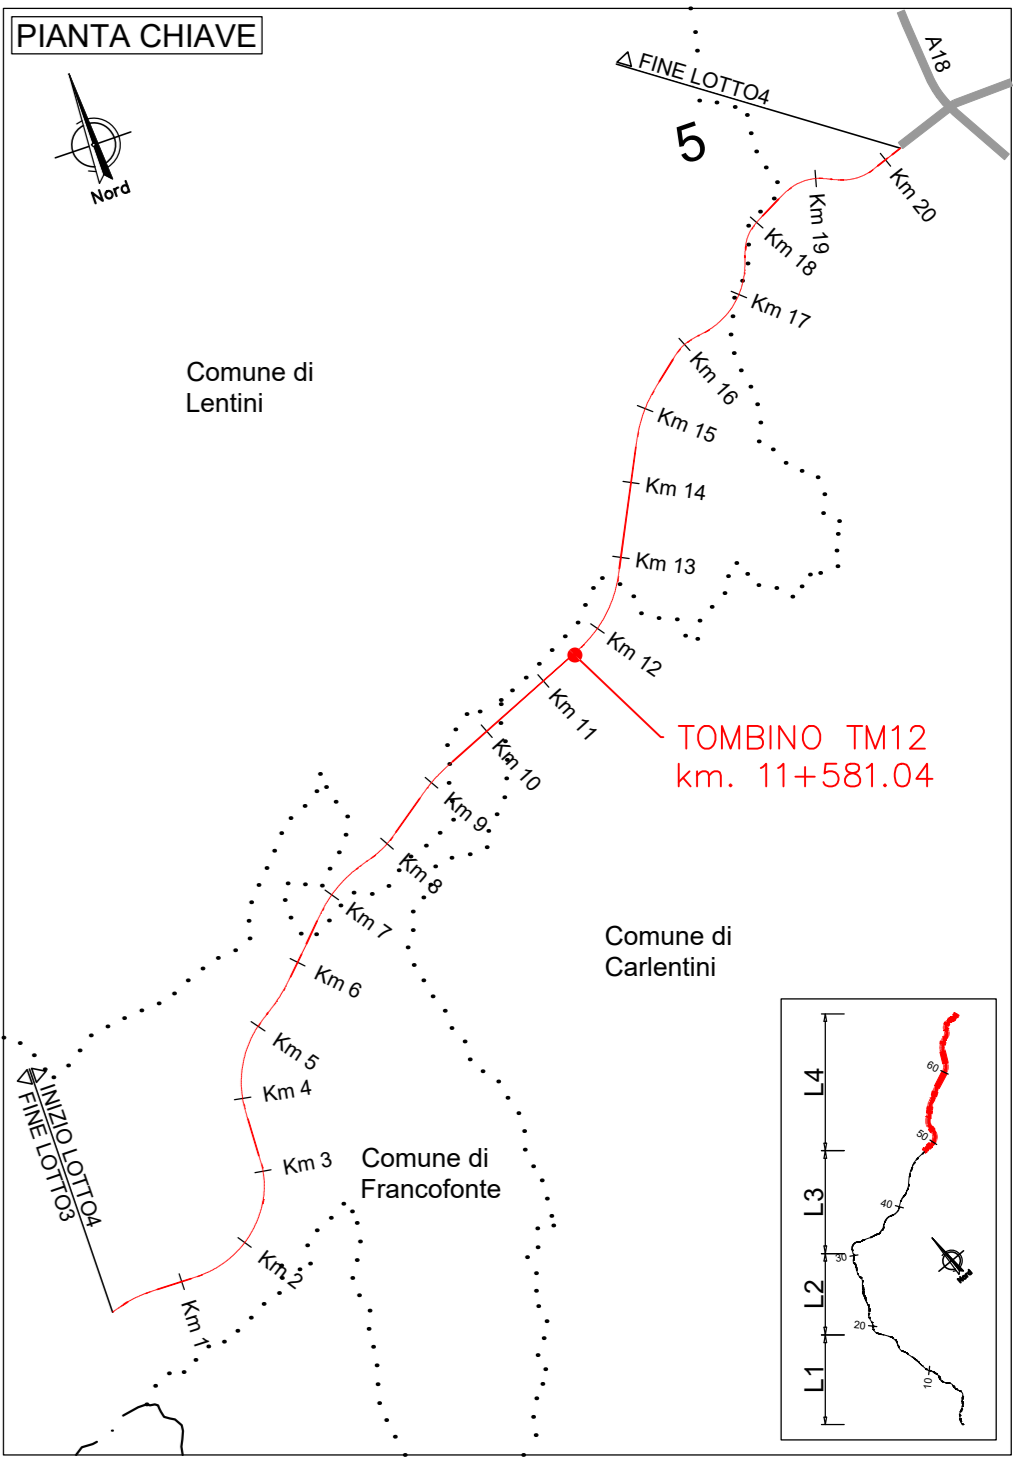 PIANTA CHIAVE
A18
FINE LOTTO4
5
Nord
Km 20
Km 19
Km 18
Km 17
Km 16
Comune di
Lentini
Km 15
Km 14
Km 13
Km 12
Km 11
TOMBINO TM12
km. 11+581.04
Km 10
Km 9
Km 8
Km 7
Comune di
Carlentini
Km 6
Km 5
Km 4
INIZIO LOTTO4
FINE LOTTO3
Km 3
Comune di
Francofonte
Km 2
Km 1
L4
60
50
L3
40
30
Nord
L2
20
L1
10